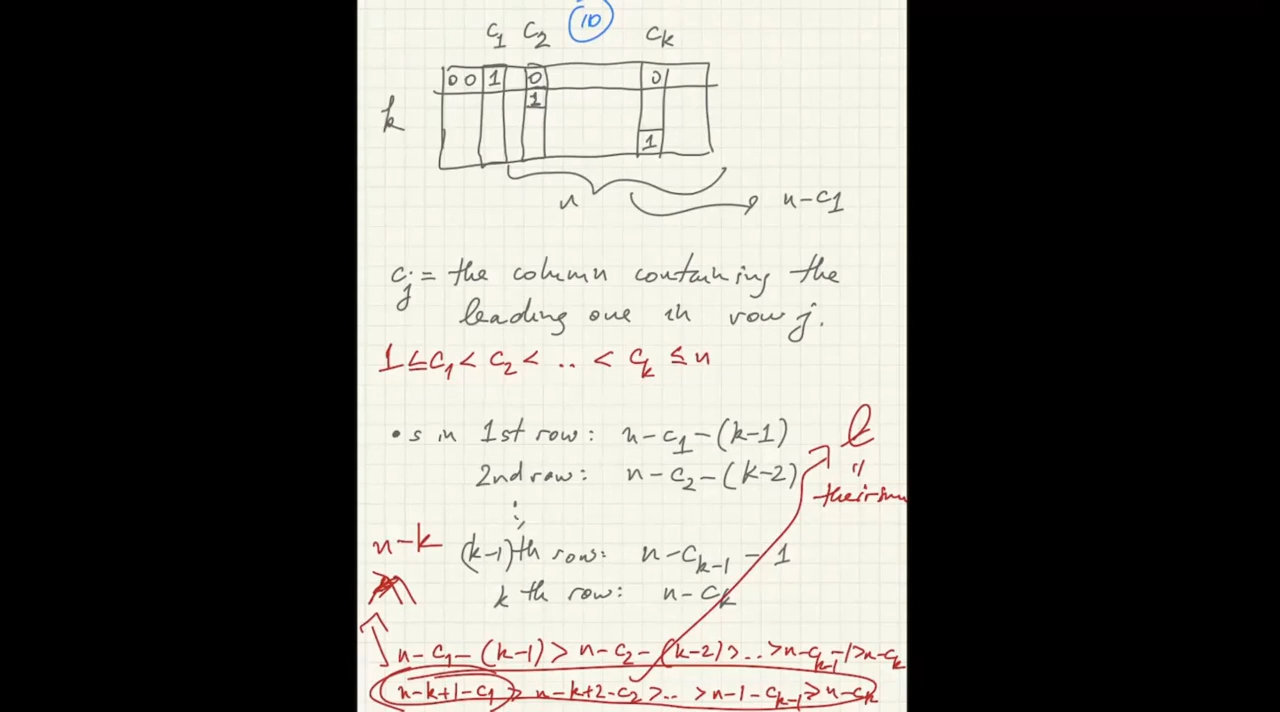 10
c₁ c₂ cₖ
0 0 1 0 0
1
k
1
n n-c₁
cⱼ = the column containing the
leading one in row j.
1 ≤ c₁ < c₂ < .. < cₖ ≤ n
•s in 1st row: n-c₁-(k-1) ℓ
2nd row: n-c₂-(k-2) "
their sum
⋮
n-k (k-1)th row: n-cₖ₋₁-1
k th row: n-cₖ
n-c₁-(k-1) > n-c₂-(k-2) > ... > n-cₖ₋₁-1 > n-cₖ
n-k+1-c₁ ≥ n-k+2-c₂ > .. > n-1-cₖ₋₁ ≥ n-cₖ